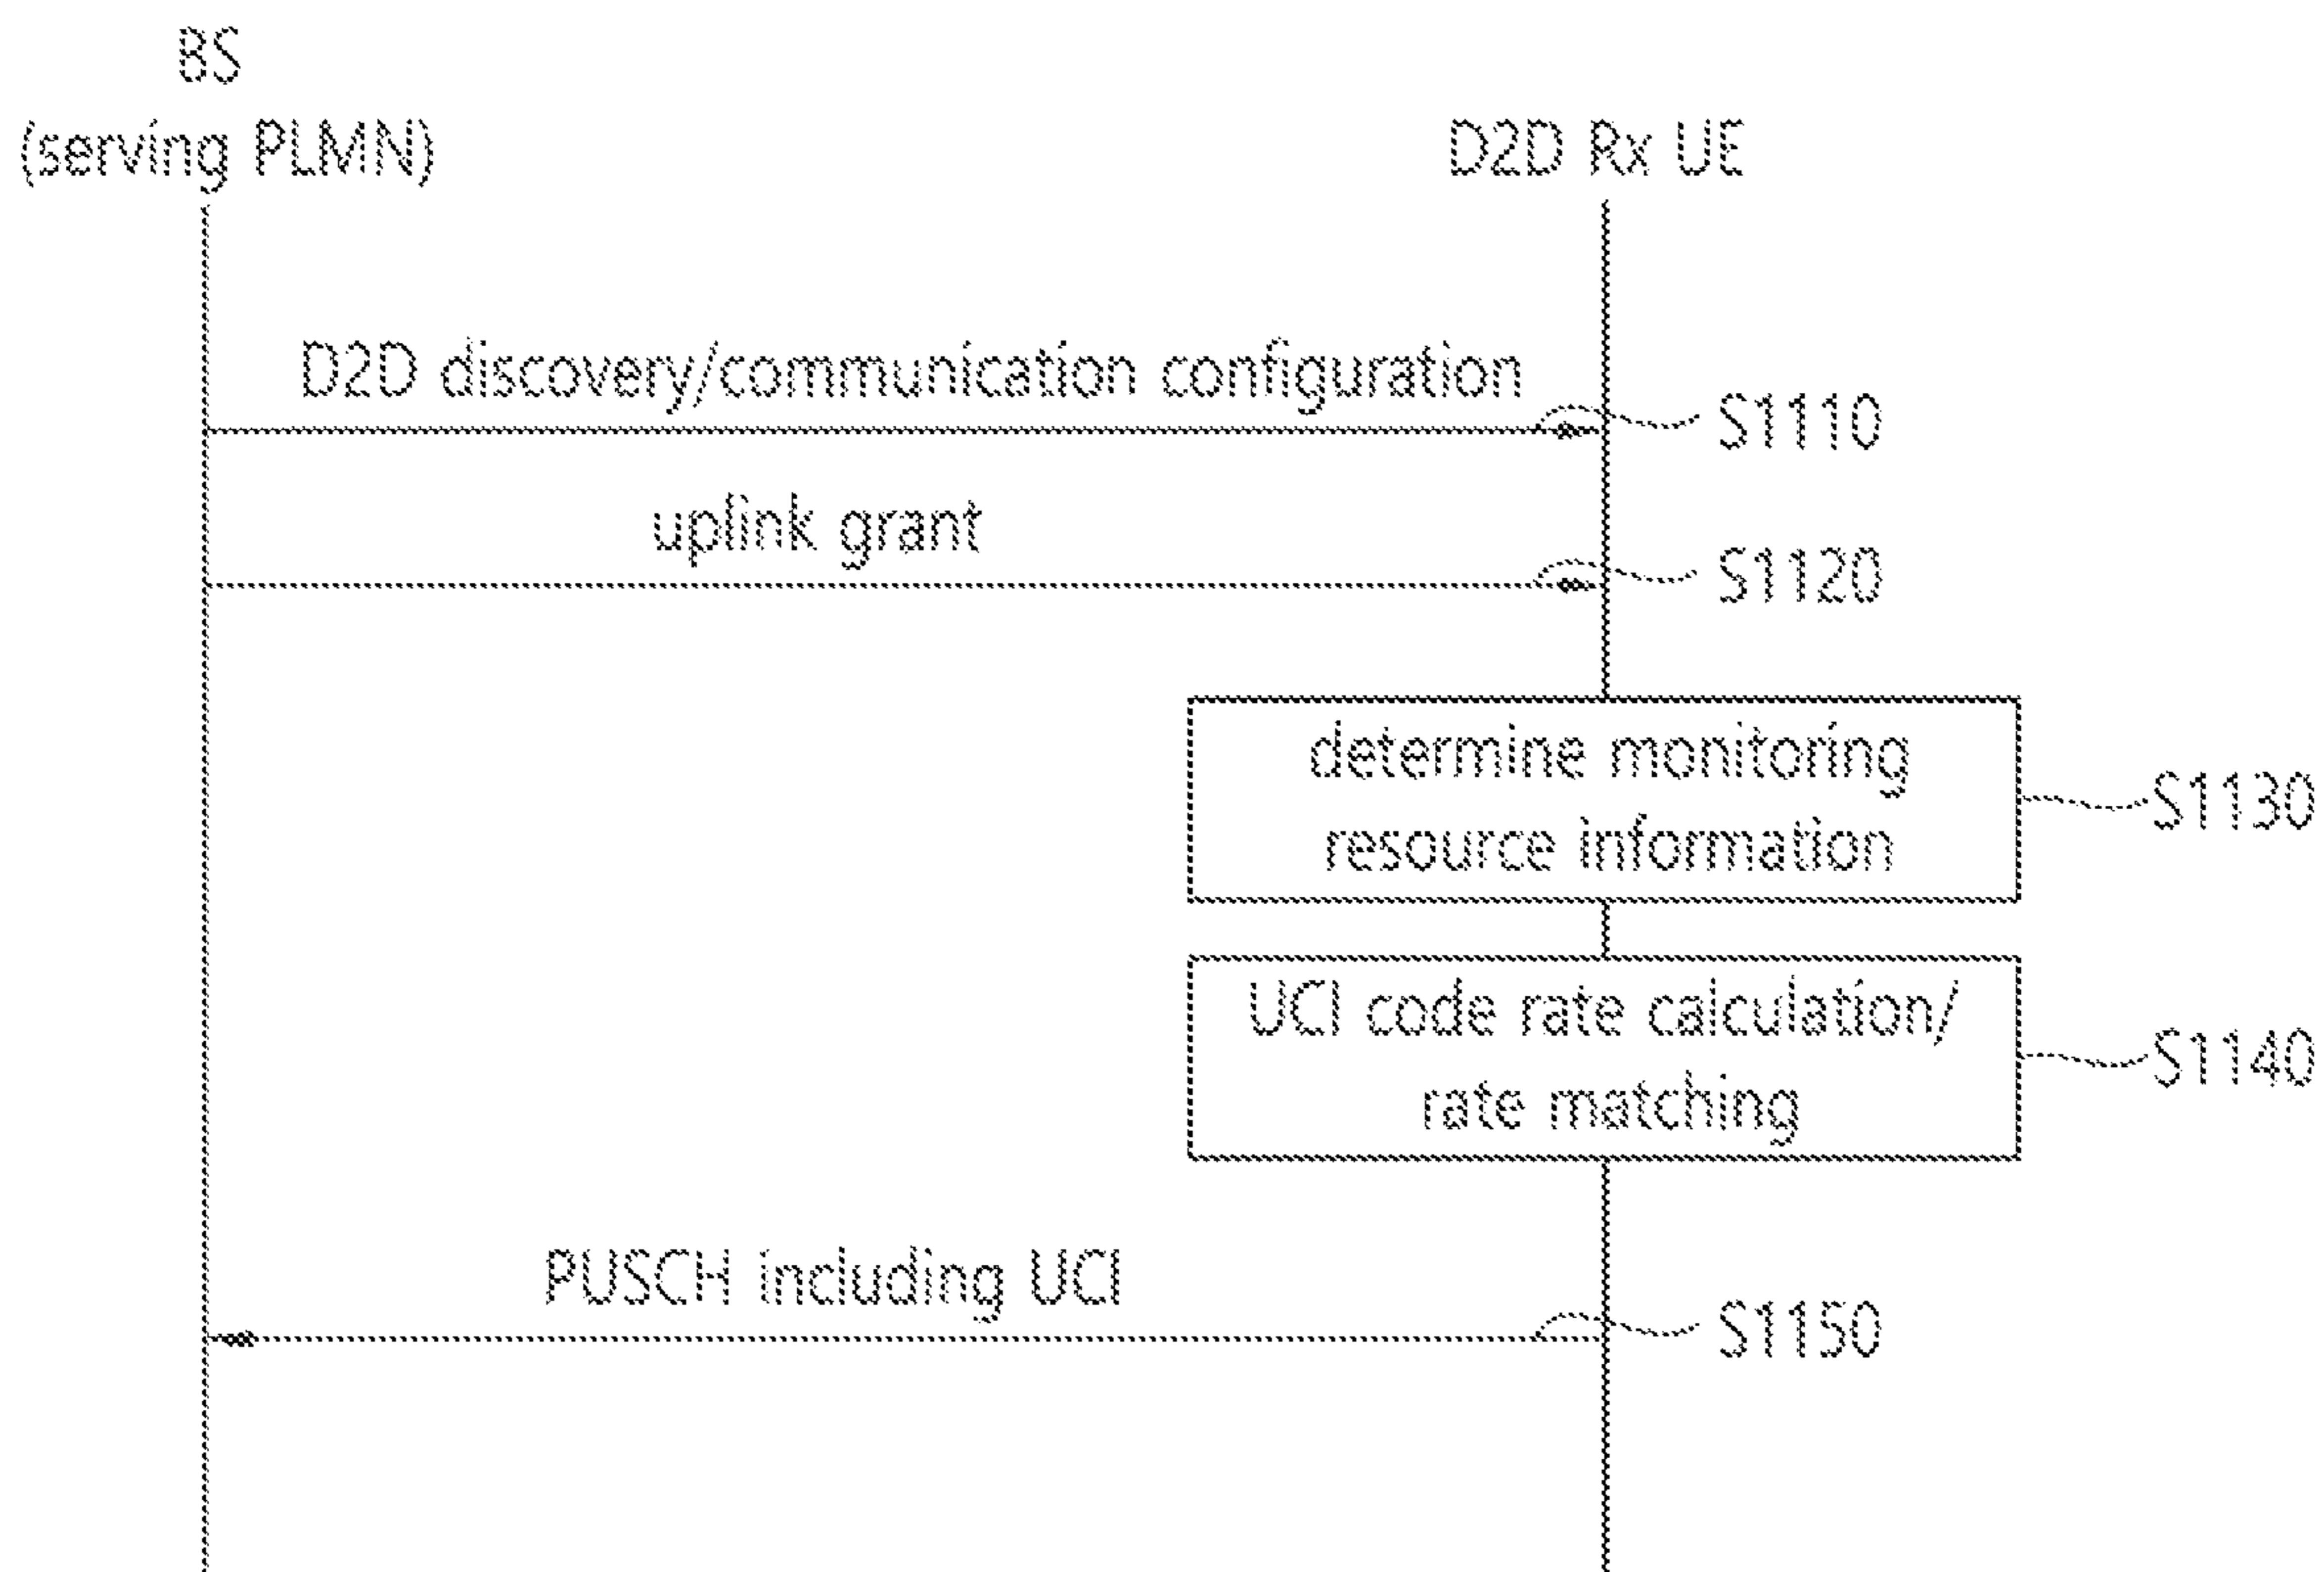 BS
(serving PLMN)
D2D Rx UE
D2D discovery/communication configuration
S1110
uplink grant
S1120
determine monitoring
resource information
S1130
UCI code rate calculation/
rate matching
S1140
PUSCH including UCI
S1150